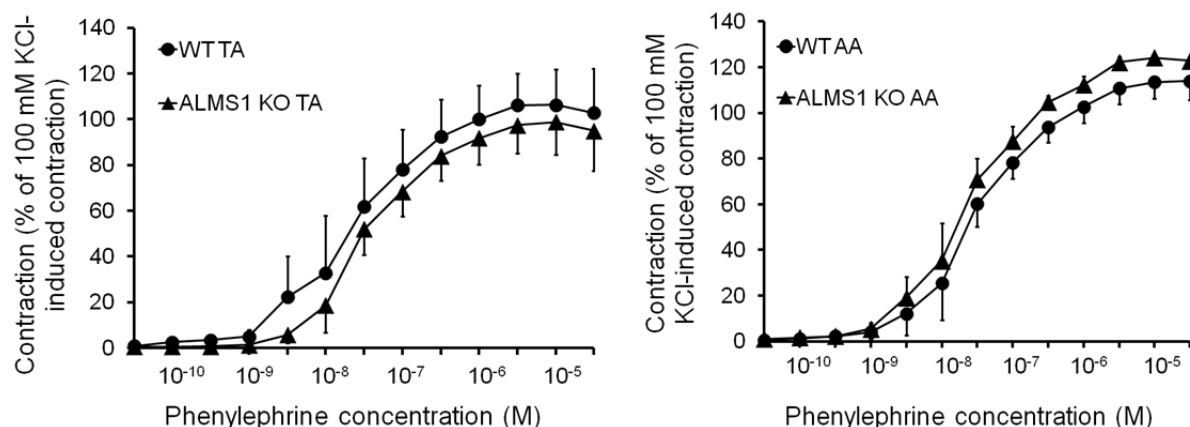 Contraction (% of 100 mM KCl-
induced contraction)
140
120
100
80
60
40
20
0
WT TA
ALMS1 KO TA
10-10
10-9
10-8
10-7
10-6
10-5
Phenylephrine concentration (M)
Contraction (% of 100 mM
KCl-induced contraction)
140
120
100
80
60
40
20
0
WT AA
ALMS1 KO AA
10-10
10-9
10-8
10-7
10-6
10-5
Phenylephrine concentration (M)